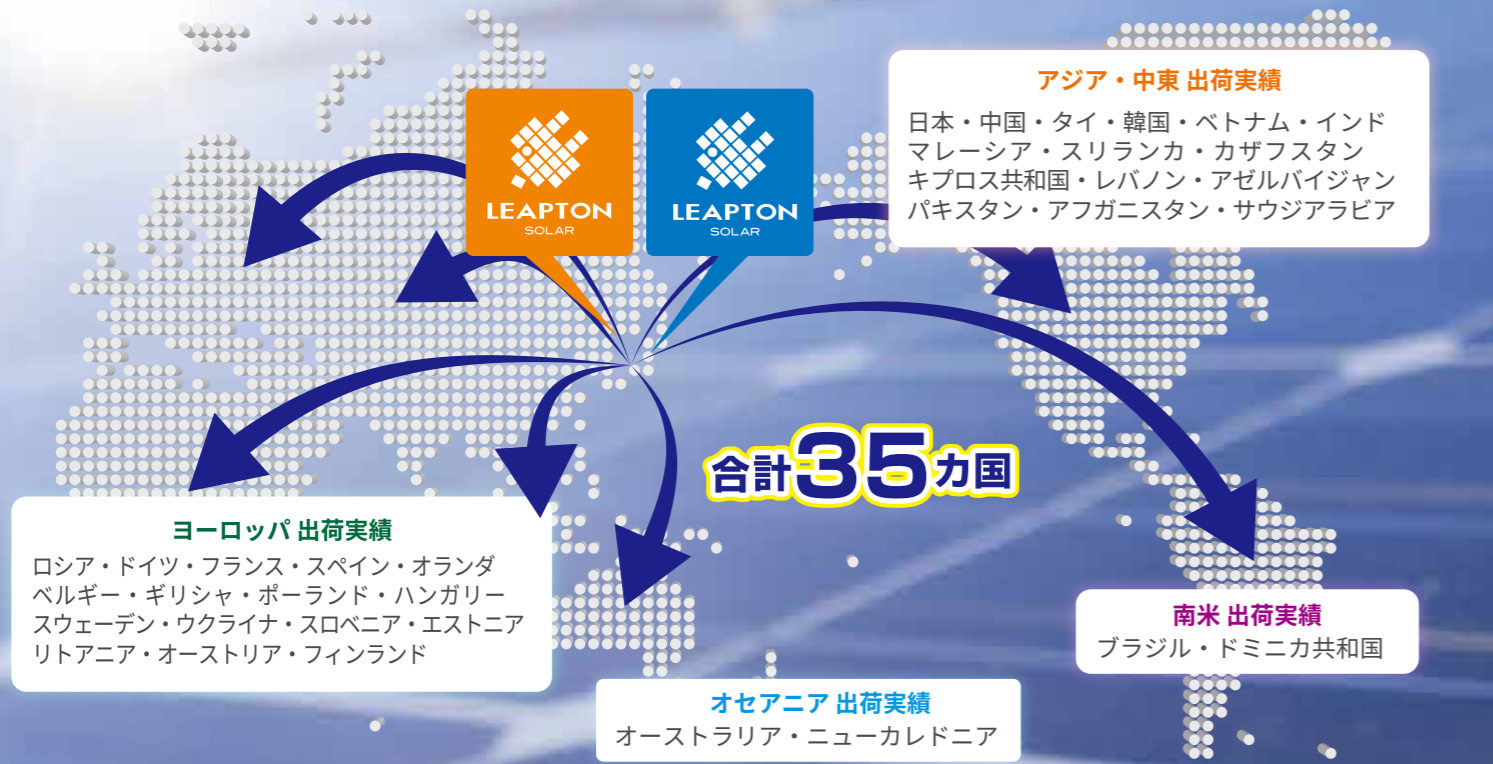 LEAPTON
SOLAR
LEAPTON
SOLAR
アジア・中東 出荷実績
日本・中国・タイ・韓国・ベトナム・インド
マレーシア・スリランカ・カザフスタン
キプロス共和国・レバノン・アゼルバイジャン
パキスタン・アフガニスタン・サウジアラビア
合計35カ国
ヨーロッパ 出荷実績
ロシア・ドイツ・フランス・スペイン・オランダ
ベルギー・ギリシャ・ポーランド・ハンガリー
スウェーデン・ウクライナ・スロベニア・エストニア
リトアニア・オーストリア・フィンランド
南米 出荷実績
ブラジル・ドミニカ共和国
オセアニア 出荷実績
オーストラリア・ニューカレドニア